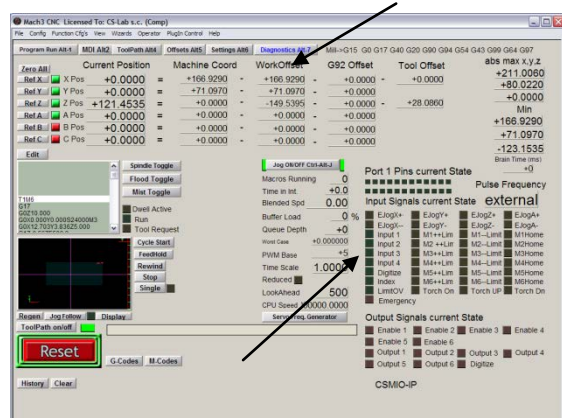 Mach3 CNC Licensed To: CS-Lab s.c. (Comp)
File Config Function Cfg's View Wizards Operator PlugIn Control Help
Program Run Alt-1 MDI Alt2 ToolPath Alt4 Offsets Alt5 Settings Alt6 Diagnostics Alt-7 Mill->G15 G0 G17 G40 G20 G90 G94 G54 G43 G99 G64 G97
Zero All Current Position Machine Coord WorkOffset G92 Offset Tool Offset abs max x,y,z
Ref X X Pos +0.0000 = +166.9290 - +166.9290 - +0.0000 - +0.0000 +211.0060
Ref Y Y Pos +0.0000 = +71.0970 - +71.0970 - +0.0000 +80.0220
Ref Z Z Pos +121.4535 = +0.0000 - -149.5395 - +0.0000 - +28.0860 +0.0000
Ref A A Pos +0.0000 = +0.0000 - +0.0000 - +0.0000 Min
Ref B B Pos +0.0000 = +0.0000 - +0.0000 - +0.0000 +166.9290
Ref C C Pos +0.0000 = +0.0000 - +0.0000 - +0.0000 +71.0970
-123.1535
Brain Time (ms)
+0
Edit
T1M6
G17
G0Z10.000
G0X0.000Y0.000S24000M3
G0X12.703Y3.836Z5.000
Spindle Toggle
Flood Toggle
Mist Toggle
Dwell Active
Run
Tool Request
Cycle Start
FeedHold
Rewind
Stop
Single
Regen Jog Follow Display
ToolPath on/off
Reset
G-Codes M-Codes
History Clear
Jog ON/OFF Ctrl-Alt-J
Macros Running 0
Time in Int. +0.0
Blended Spd 0.00
Buffer Load 0 %
Queue Depth +0
Worst Case +0.000000
PWM Base +5
Time Scale 1.0000
Reduced
LookAhead 500
CPU Speed
Servo Freq. Generator
Port 1 Pins current State
Pulse Frequency
Input Signals current State external
EJogX+ EJogY+ EJogZ+ EJogA+
EJogX- EJogY- EJogZ- EJogA-
Input 1 M1++Lim M1--Limit M1Home
Input 2 M2 ++Lim M2--Limit M2Home
Input 3 M3++Lim M3--Limit M3Home
Input 4 M4++Lim M4--Limit M4Home
Digitize M5++Lim M5--Limit M5Home
Index M6++Lim M6--Limit M6Home
LimitOV Torch On Torch UP Torch Dn
Emergency
Output Signals current State
Enable 1 Enable 2 Enable 3 Enable 4
Enable 5 Enable 6
Output 1 Output 2 Output 3 Output 4
Output 5 Output 6 Digitize
CSMIO-IP